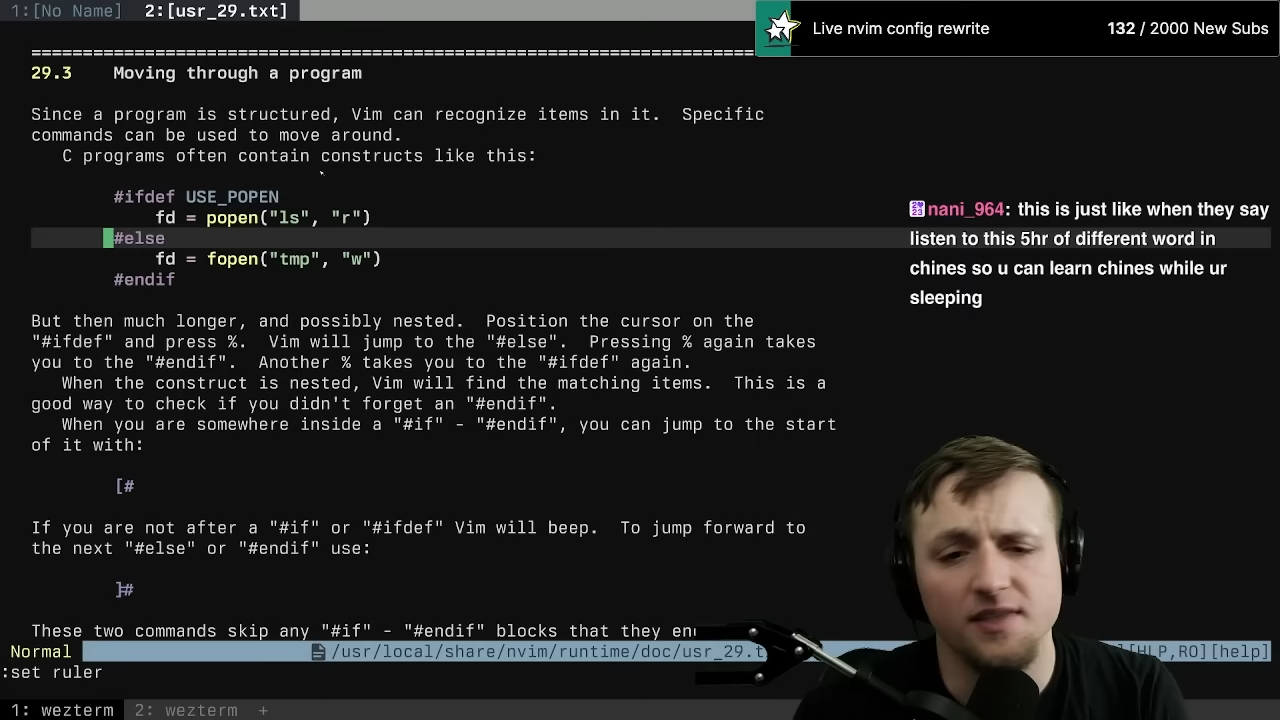 1:[No Name]  2:[usr_29.txt]
Live nvim config rewrite  132 / 2000 New Subs
==============================================================================
29.3    Moving through a program
Since a program is structured, Vim can recognize items in it.  Specific
commands can be used to move around.
C programs often contain constructs like this:
#ifdef USE_POPEN
fd = popen("ls", "r")
#else
fd = fopen("tmp", "w")
#endif
nani_964: this is just like when they say
listen to this 5hr of different word in
chines so u can learn chines while ur
sleeping
But then much longer, and possibly nested.  Position the cursor on the
"#ifdef" and press %.  Vim will jump to the "#else".  Pressing % again takes
you to the "#endif".  Another % takes you to the "#ifdef" again.
When the construct is nested, Vim will find the matching items.  This is a
good way to check if you didn't forget an "#endif".
When you are somewhere inside a "#if" - "#endif", you can jump to the start
of it with:
[#
If you are not after a "#if" or "#ifdef" Vim will beep.  To jump forward to
the next "#else" or "#endif" use:
]#
These two commands skip any "#if" - "#endif" blocks that they
Normal  /usr/local/share/nvim/runtime/doc/usr_29.t  [HLP,RO][help]
:set ruler
1: wezterm  2: wezterm  +